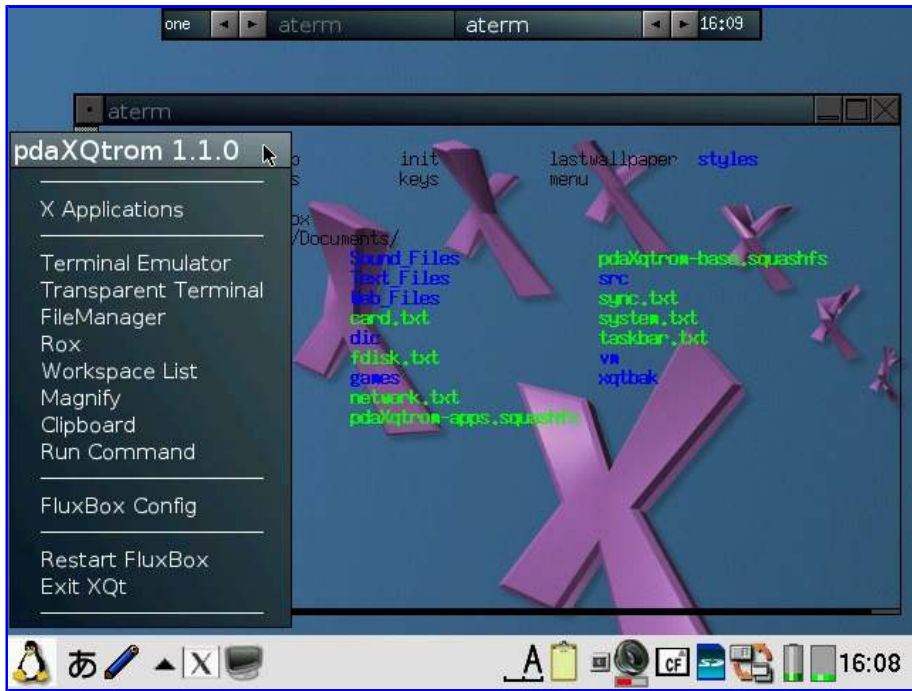 one aterm aterm 16:09
aterm
pdaXQtrom 1.1.0
X Applications
Terminal Emulator
Transparent Terminal
FileManager
Rox
Workspace List
Magnify
Clipboard
Run Command
FluxBox Config
Restart FluxBox
Exit XQt
init lastwallpaper styles
keys menu
/Documents/
Sound_Files pdaXqtrom-base.squashfs
Text_Files src
Web_Files sync.txt
card.txt system.txt
dic taskbar.txt
fdisk.txt vm
games xqtbak
network.txt
pdaXqtrom-apps.squashfs
あ X A CF SD 16:08